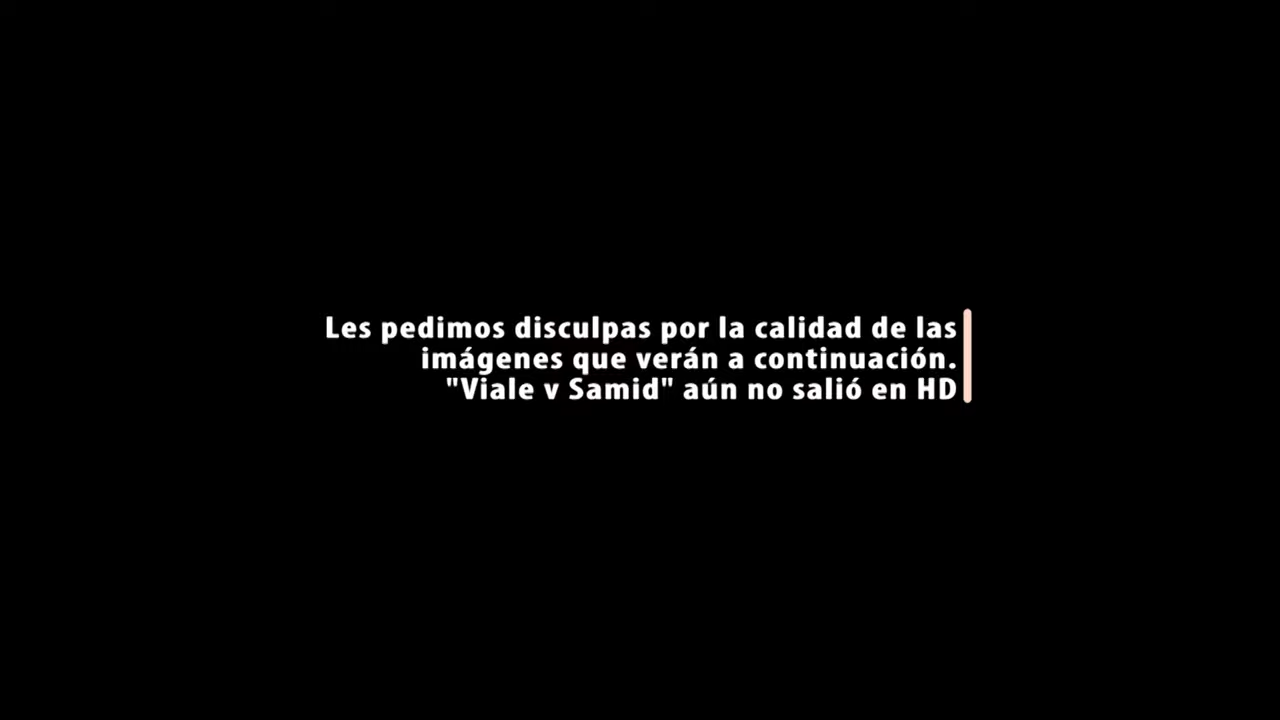 Les pedimos disculpas por la calidad de las
imágenes que verán a continuación.
"Viale v Samid" aún no salió en HD